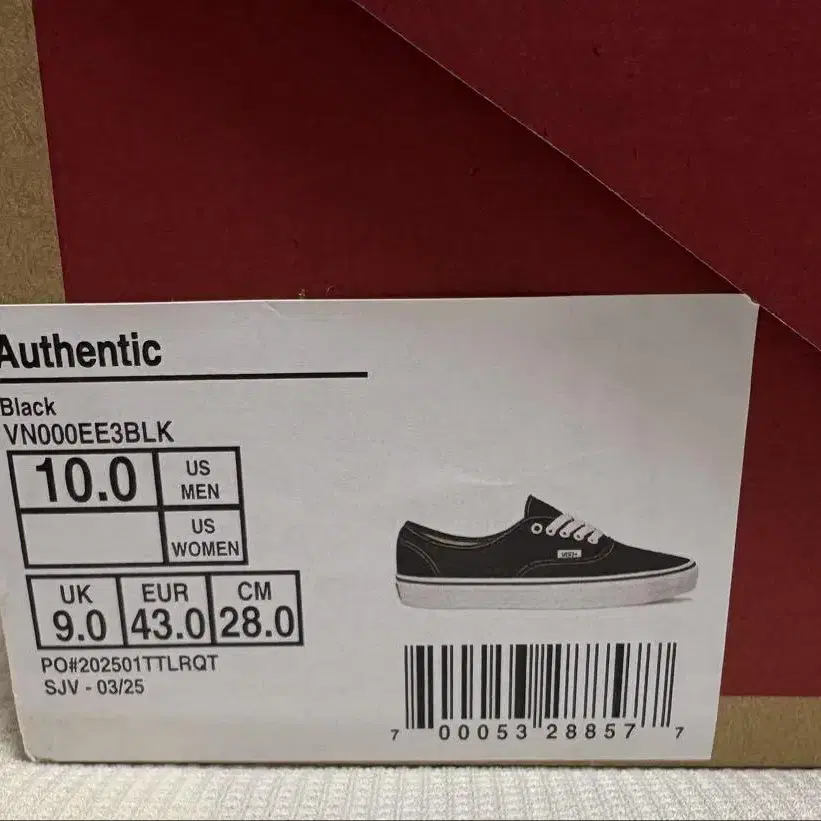 Authentic
Black
VN000EE3BLK
10.0 US MEN
US WOMEN
UK EUR CM
9.0 43.0 28.0
PO#202501TTLRQT
SJV - 03/25
7 00053 28857 7